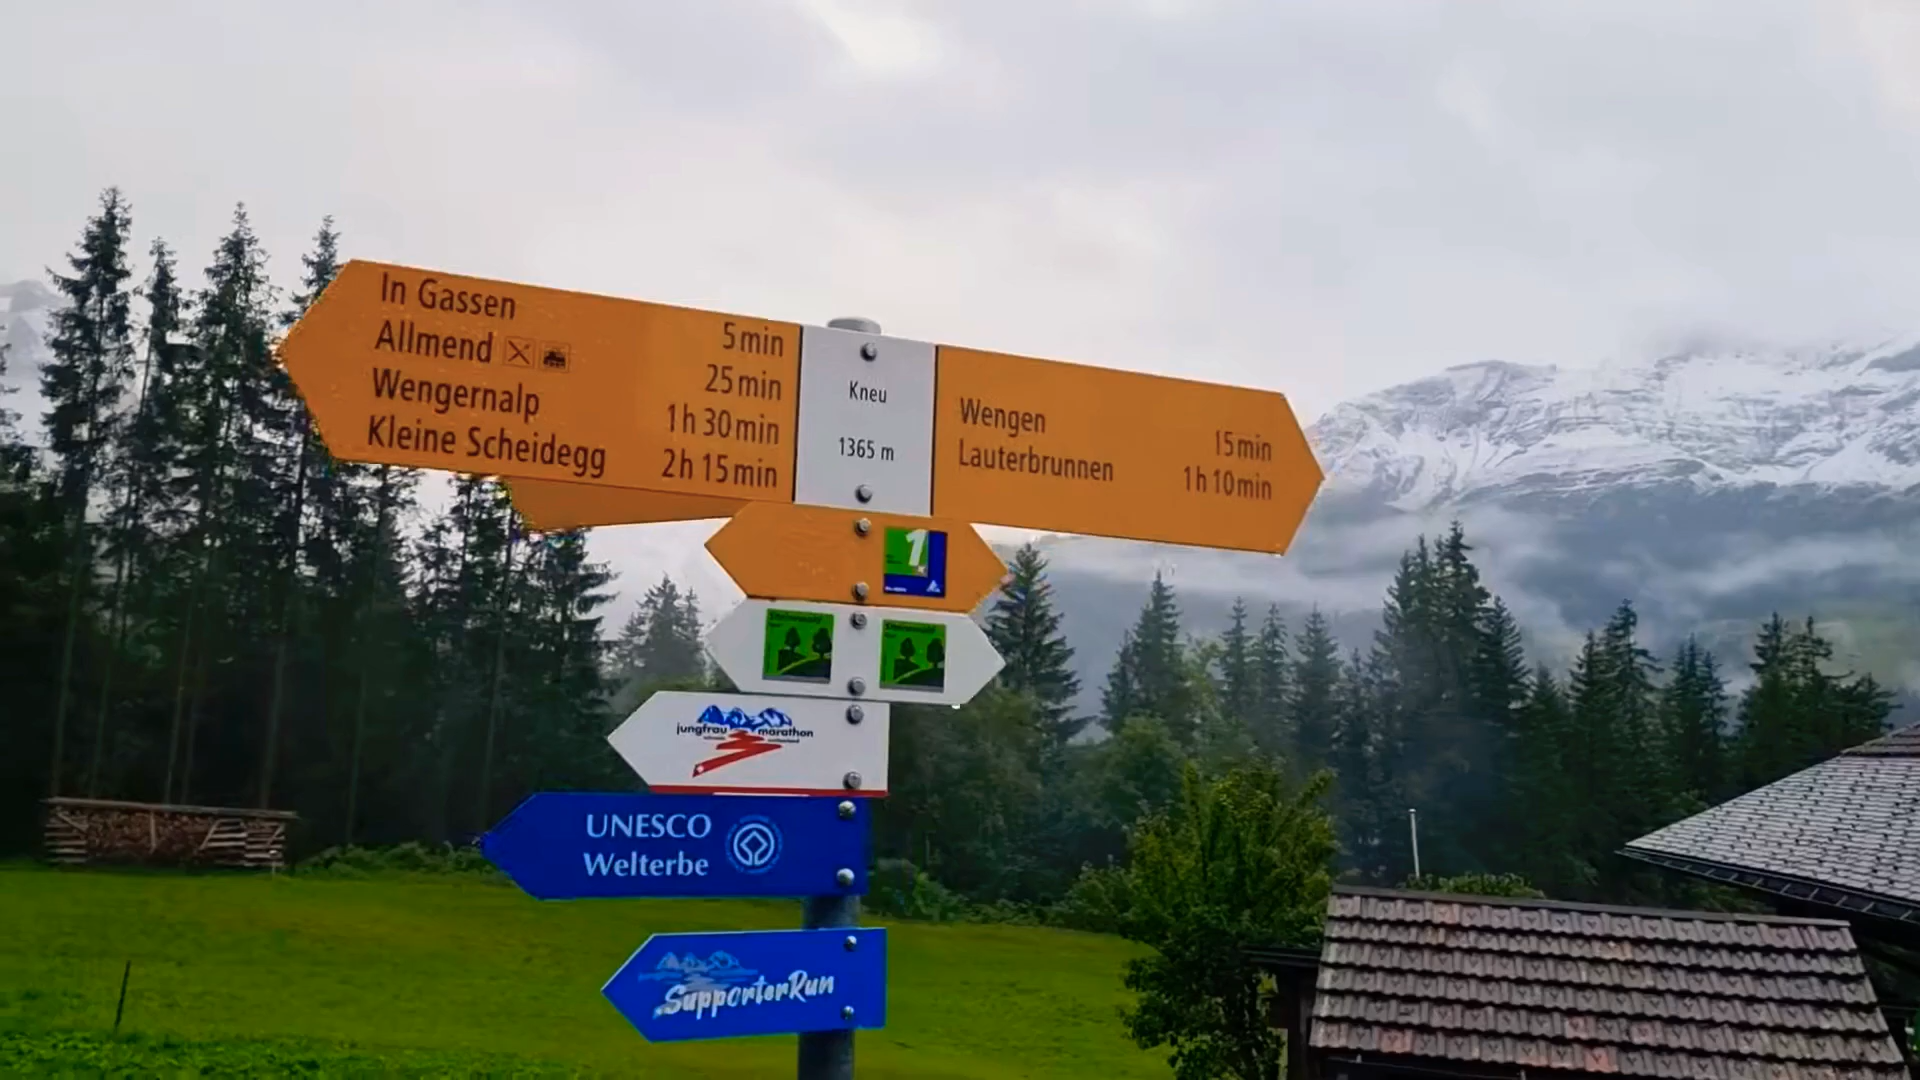 In Gassen 5 min
Allmend 25 min
Wengernalp 1 h 30 min
Kleine Scheidegg 2 h 15 min
Kneu
1365 m
Wengen 15 min
Lauterbrunnen 1 h 10 min
1
jungfrau marathon
UNESCO
Welterbe
SupporterRun